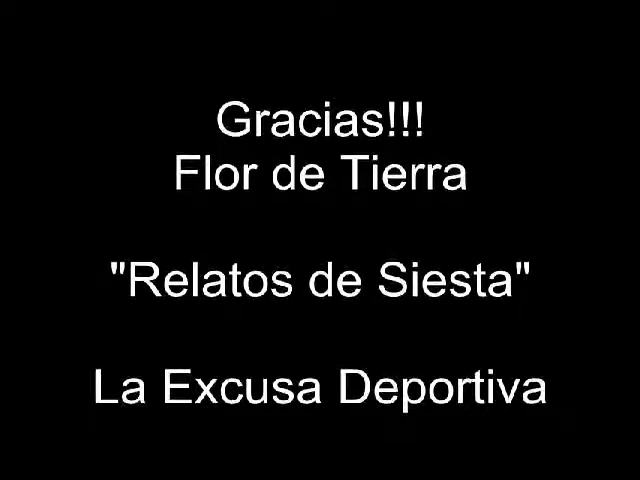 Gracias!!!
Flor de Tierra
"Relatos de Siesta"
La Excusa Deportiva